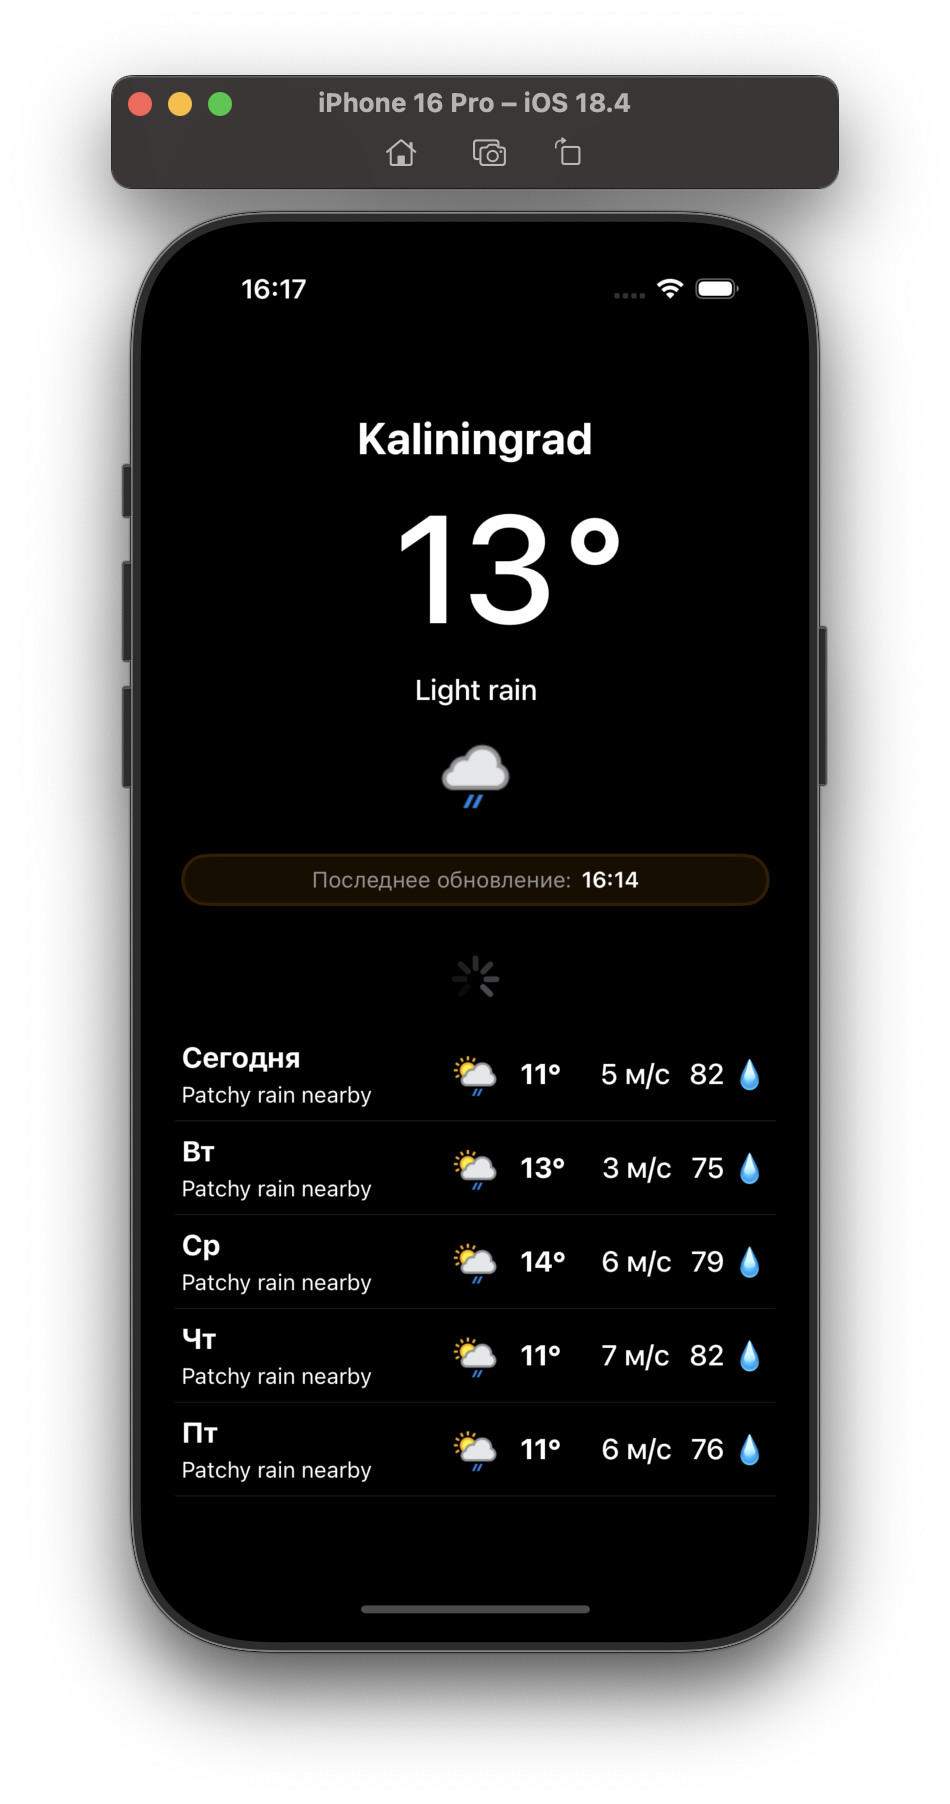 iPhone 16 Pro – iOS 18.4
16:17
Kaliningrad
13°
Light rain
Последнее обновление: 16:14
Сегодня
Patchy rain nearby
11° 5 м/с 82
Вт
Patchy rain nearby
13° 3 м/с 75
Ср
Patchy rain nearby
14° 6 м/с 79
Чт
Patchy rain nearby
11° 7 м/с 82
Пт
Patchy rain nearby
11° 6 м/с 76